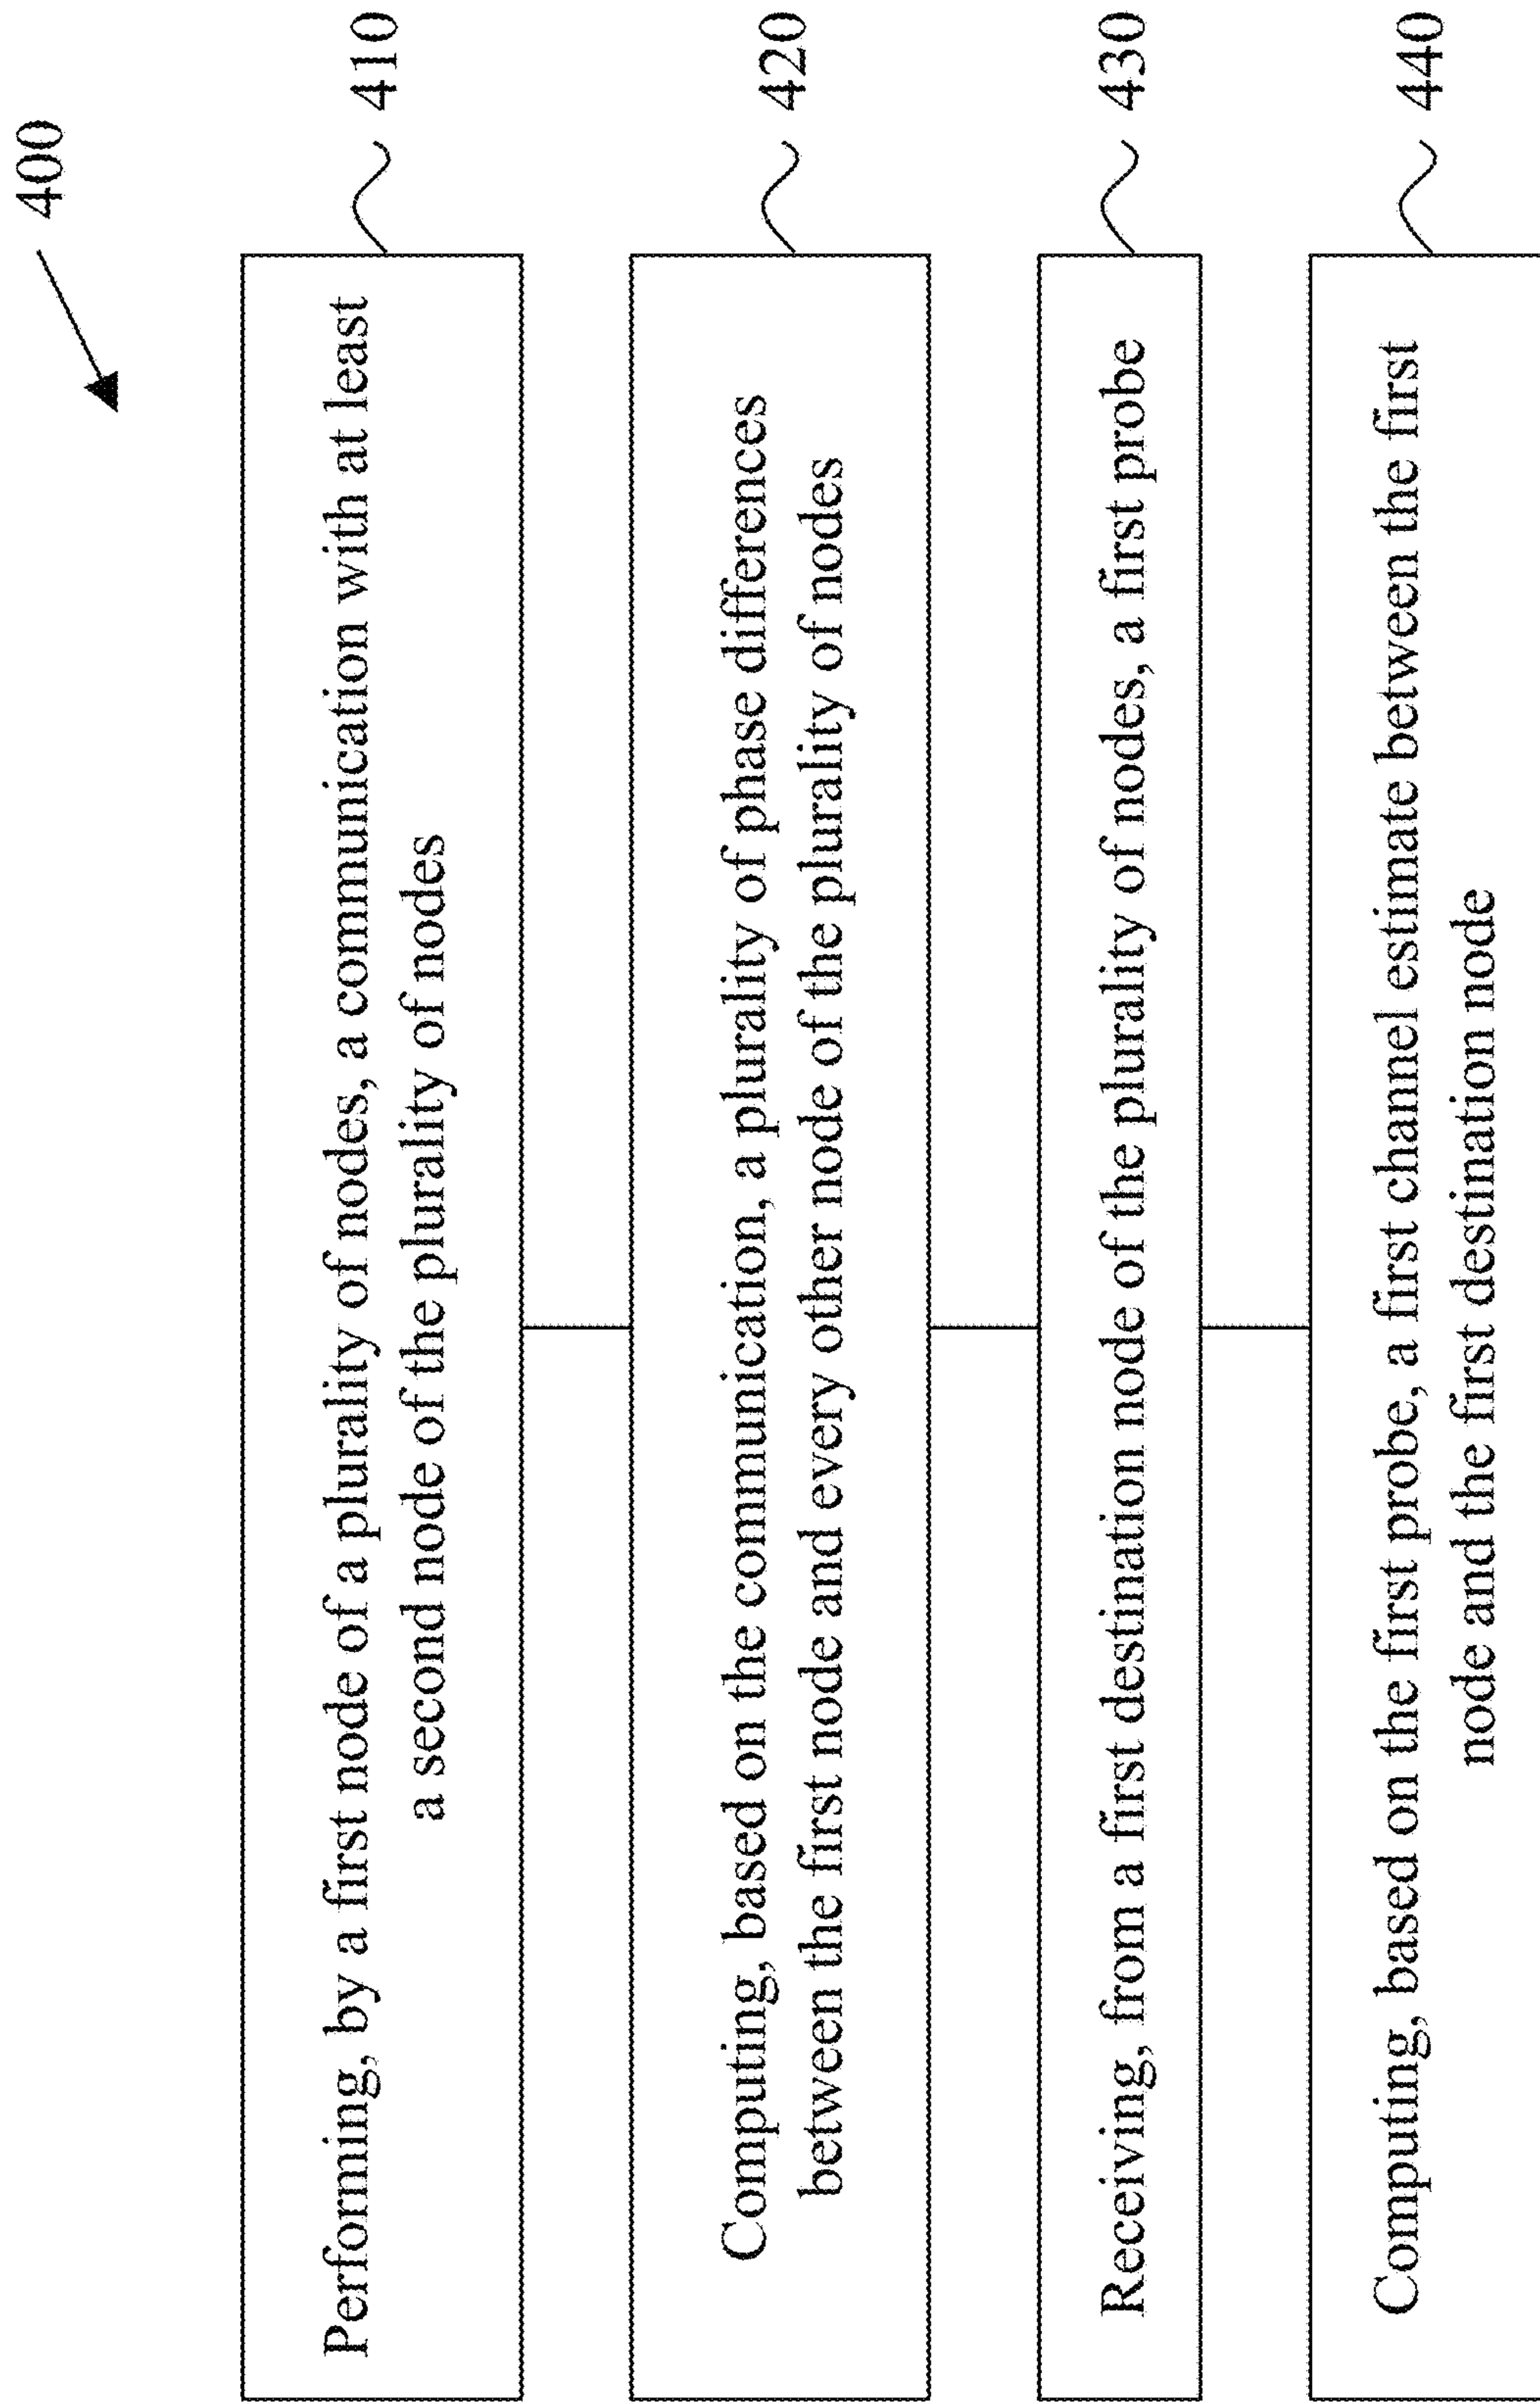 400
Performing, by a first node of a plurality of nodes, a communication with at least
a second node of the plurality of nodes
410
Computing, based on the communication, a plurality of phase differences
between the first node and every other node of the plurality of nodes
420
Receiving, from a first destination node of the plurality of nodes, a first probe
430
Computing, based on the first probe, a first channel estimate between the first
node and the first destination node
440